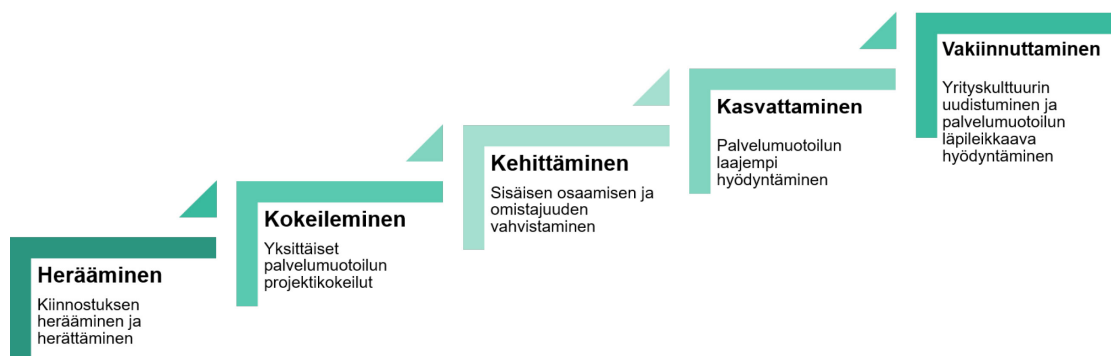 Herääminen
Kiinnostuksen
herääminen ja
herättäminen
Kokeileminen
Yksittäiset
palvelumuotoilun
projektikokeilut
Kehittäminen
Sisäisen osaamisen ja
omistajuuden
vahvistaminen
Kasvattaminen
Palvelumuotoilun
laajempi
hyödyntäminen
Vakiinnuttaminen
Yrityskulttuurin
uudistuminen ja
palvelumuotoilun
läpileikkaava
hyödyntäminen